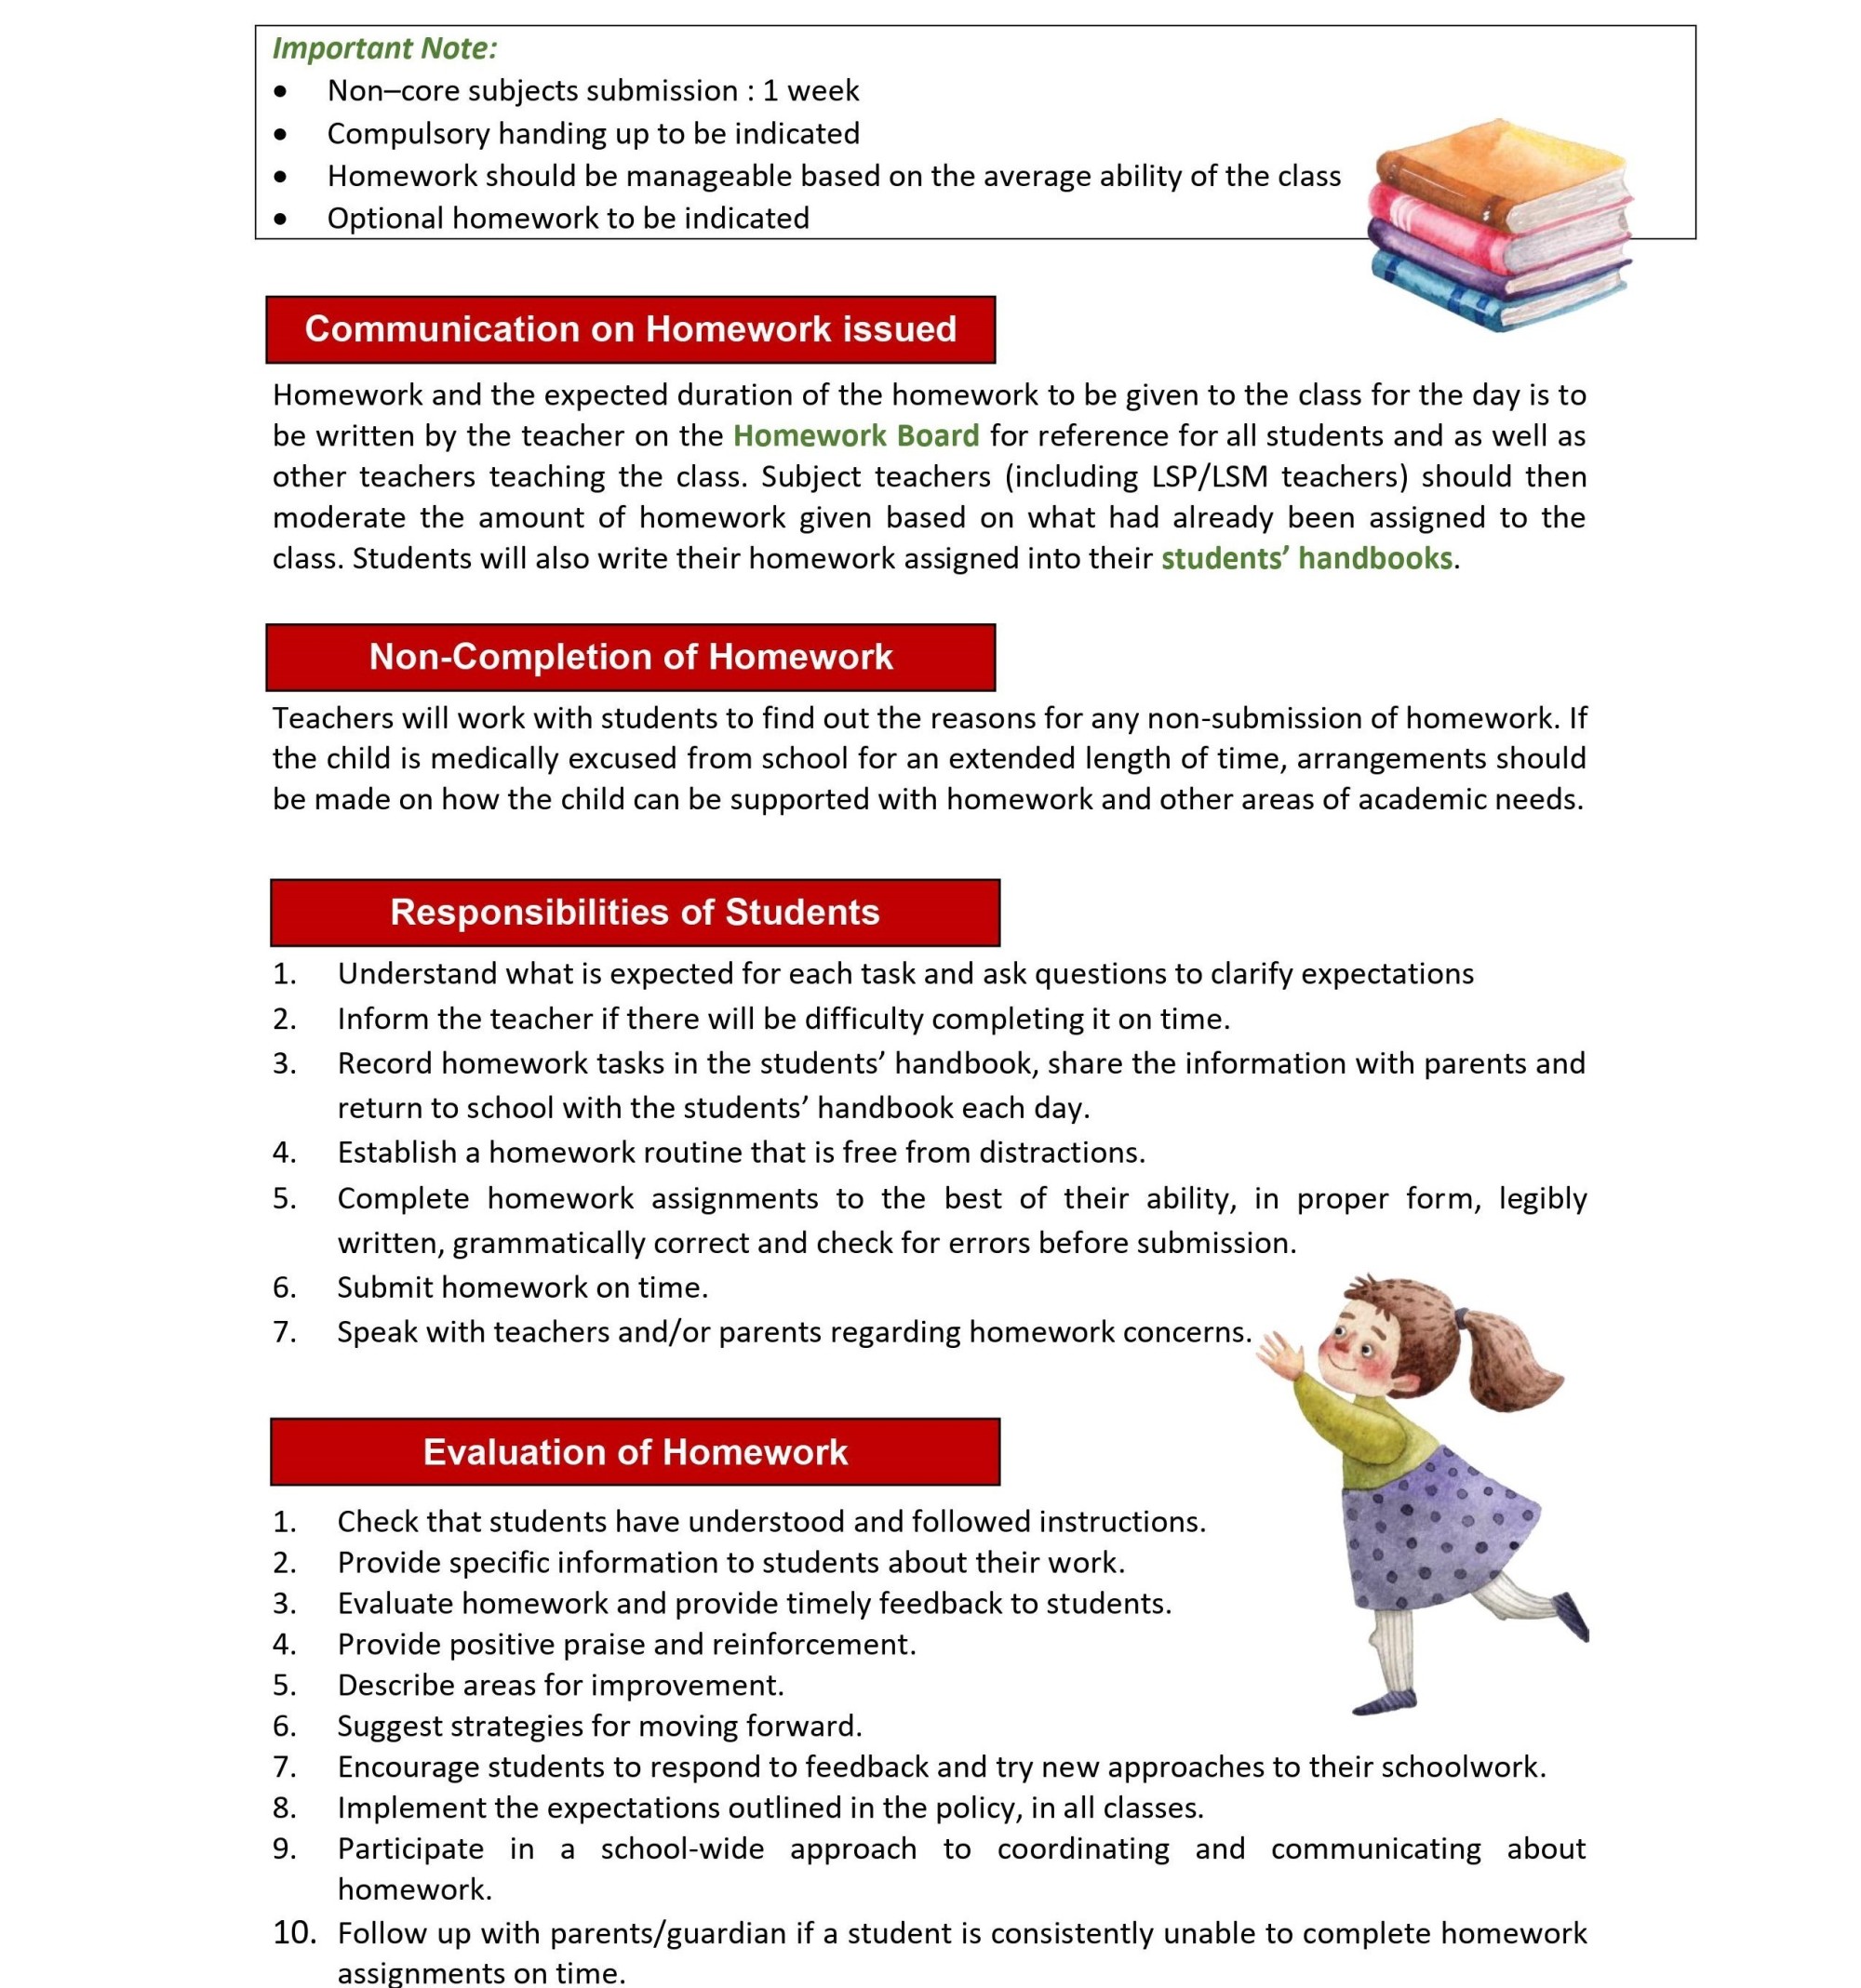 Important Note:
• Non–core subjects submission : 1 week
• Compulsory handing up to be indicated
• Homework should be manageable based on the average ability of the class
• Optional homework to be indicated
Communication on Homework issued
Homework and the expected duration of the homework to be given to the class for the day is to
be written by the teacher on the Homework Board for reference for all students and as well as
other teachers teaching the class. Subject teachers (including LSP/LSM teachers) should then
moderate the amount of homework given based on what had already been assigned to the
class. Students will also write their homework assigned into their students’ handbooks.
Non-Completion of Homework
Teachers will work with students to find out the reasons for any non-submission of homework. If
the child is medically excused from school for an extended length of time, arrangements should
be made on how the child can be supported with homework and other areas of academic needs.
Responsibilities of Students
1. Understand what is expected for each task and ask questions to clarify expectations
2. Inform the teacher if there will be difficulty completing it on time.
3. Record homework tasks in the students’ handbook, share the information with parents and
return to school with the students’ handbook each day.
4. Establish a homework routine that is free from distractions.
5. Complete homework assignments to the best of their ability, in proper form, legibly
written, grammatically correct and check for errors before submission.
6. Submit homework on time.
7. Speak with teachers and/or parents regarding homework concerns.
Evaluation of Homework
1. Check that students have understood and followed instructions.
2. Provide specific information to students about their work.
3. Evaluate homework and provide timely feedback to students.
4. Provide positive praise and reinforcement.
5. Describe areas for improvement.
6. Suggest strategies for moving forward.
7. Encourage students to respond to feedback and try new approaches to their schoolwork.
8. Implement the expectations outlined in the policy, in all classes.
9. Participate in a school-wide approach to coordinating and communicating about
homework.
10. Follow up with parents/guardian if a student is consistently unable to complete homework
assignments on time.